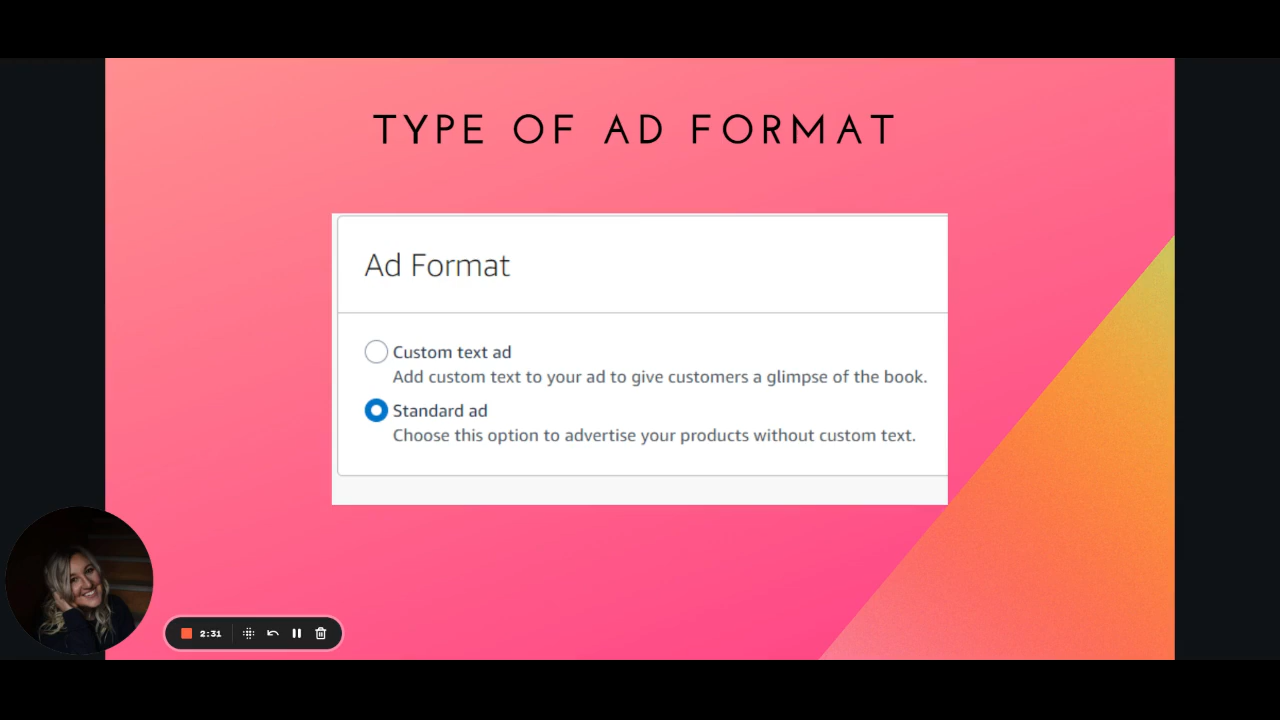 TYPE OF AD FORMAT
Ad Format
Custom text ad
Add custom text to your ad to give customers a glimpse of the book.
Standard ad
Choose this option to advertise your products without custom text.
2:31